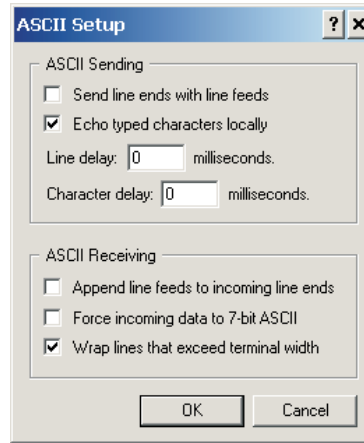 ASCII Setup
ASCII Sending
Send line ends with line feeds
Echo typed characters locally
Line delay: 0 milliseconds.
Character delay: 0 milliseconds.
ASCII Receiving
Append line feeds to incoming line ends
Force incoming data to 7-bit ASCII
Wrap lines that exceed terminal width
OK Cancel